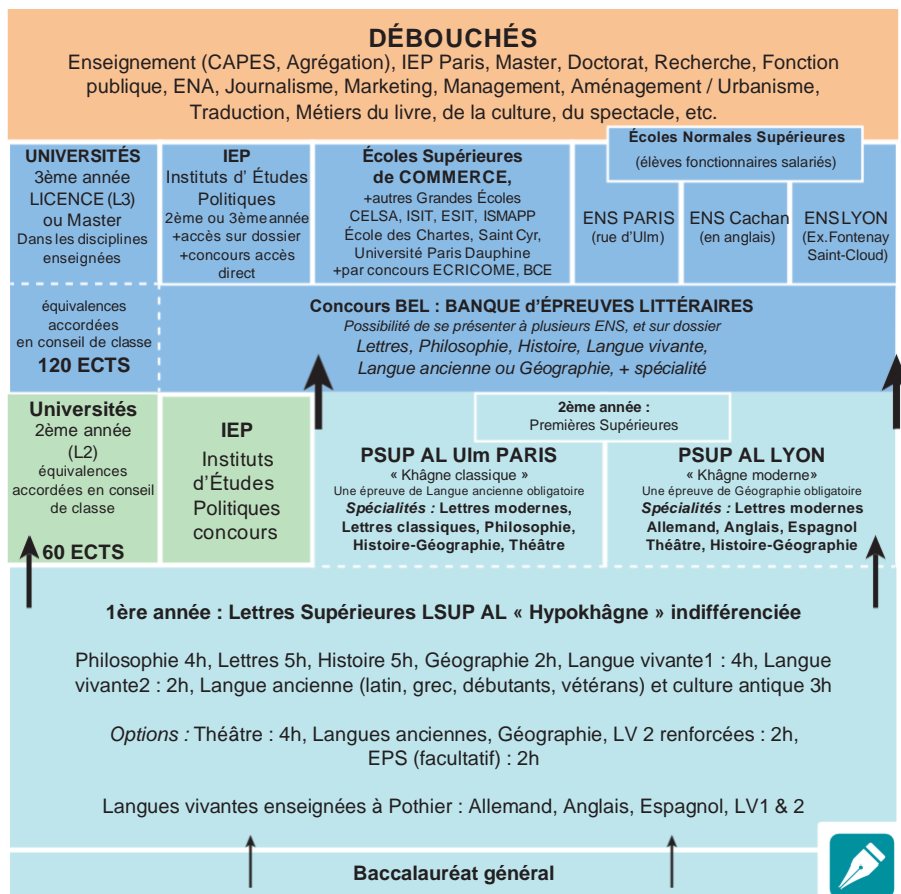 DÉBOUCHÉS
Enseignement (CAPES, Agrégation), IEP Paris, Master, Doctorat, Recherche, Fonction
publique, ENA, Journalisme, Marketing, Management, Aménagement / Urbanisme,
Traduction, Métiers du livre, de la culture, du spectacle, etc.
UNIVERSITÉS
3ème année
LICENCE (L3)
ou Master
Dans les disciplines
enseignées
IEP
Instituts d' Études
Politiques
2ème ou 3ème année
+accès sur dossier
+concours accès
direct
Écoles Supérieures
de COMMERCE,
+autres Grandes Écoles
CELSA, ISIT, ESIT, ISMAPP
École des Chartes, Saint Cyr,
Université Paris Dauphine
+par concours ECRICOME, BCE
Écoles Normales Supérieures
(élèves fonctionnaires salariés)
ENS PARIS
(rue d'Ulm)
ENS Cachan
(en anglais)
ENS LYON
(Ex.Fontenay
Saint-Cloud)
équivalences
accordées
en conseil de classe
120 ECTS
Concours BEL : BANQUE d'ÉPREUVES LITTÉRAIRES
Possibilité de se présenter à plusieurs ENS, et sur dossier
Lettres, Philosophie, Histoire, Langue vivante,
Langue ancienne ou Géographie, + spécialité
Universités
2ème année
(L2)
équivalences
accordées en conseil
de classe
60 ECTS
IEP
Instituts
d'Études
Politiques
concours
2ème année :
Premières Supérieures
PSUP AL Ulm PARIS
« Khâgne classique »
Une épreuve de Langue ancienne obligatoire
Spécialités : Lettres modernes,
Lettres classiques, Philosophie,
Histoire-Géographie, Théâtre
PSUP AL LYON
« Khâgne moderne»
Une épreuve de Géographie obligatoire
Spécialités : Lettres modernes
Allemand, Anglais, Espagnol
Théâtre, Histoire-Géographie
1ère année : Lettres Supérieures LSUP AL « Hypokhâgne » indifférenciée
Philosophie 4h, Lettres 5h, Histoire 5h, Géographie 2h, Langue vivante1 : 4h, Langue
vivante2 : 2h, Langue ancienne (latin, grec, débutants, vétérans) et culture antique 3h
Options : Théâtre : 4h, Langues anciennes, Géographie, LV 2 renforcées : 2h,
EPS (facultatif) : 2h
Langues vivantes enseignées à Pothier : Allemand, Anglais, Espagnol, LV1 & 2
Baccalauréat général